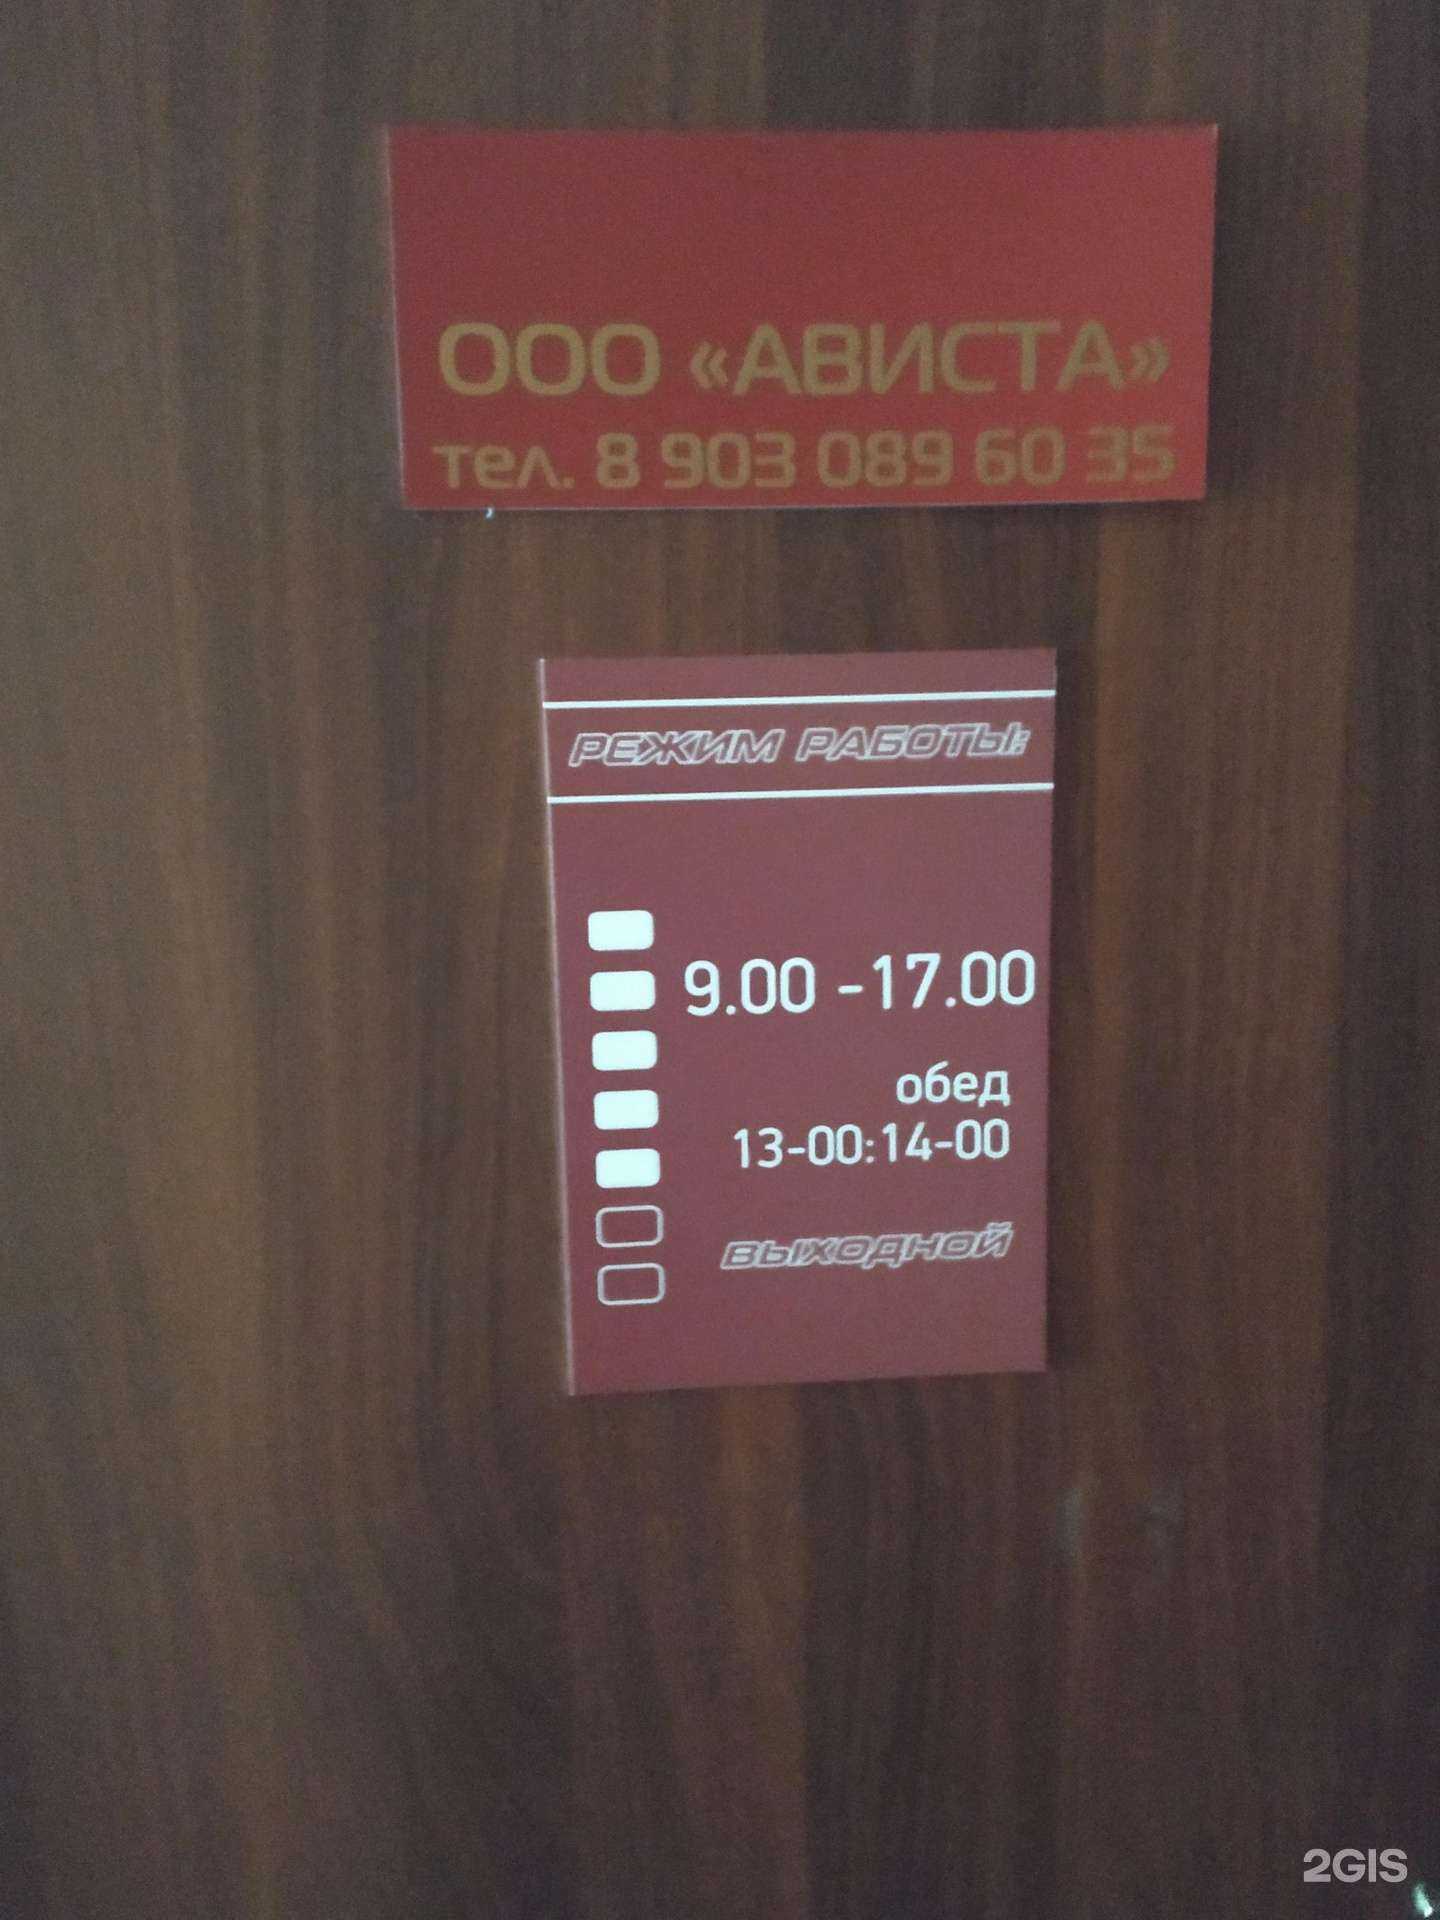 ООО «АВИСТА»
тел. 8 903 089 60 35
РЕЖИМ РАБОТЫ:
9.00 -17.00
обед
13-00:14-00
ВЫХОДНОЙ
2GIS